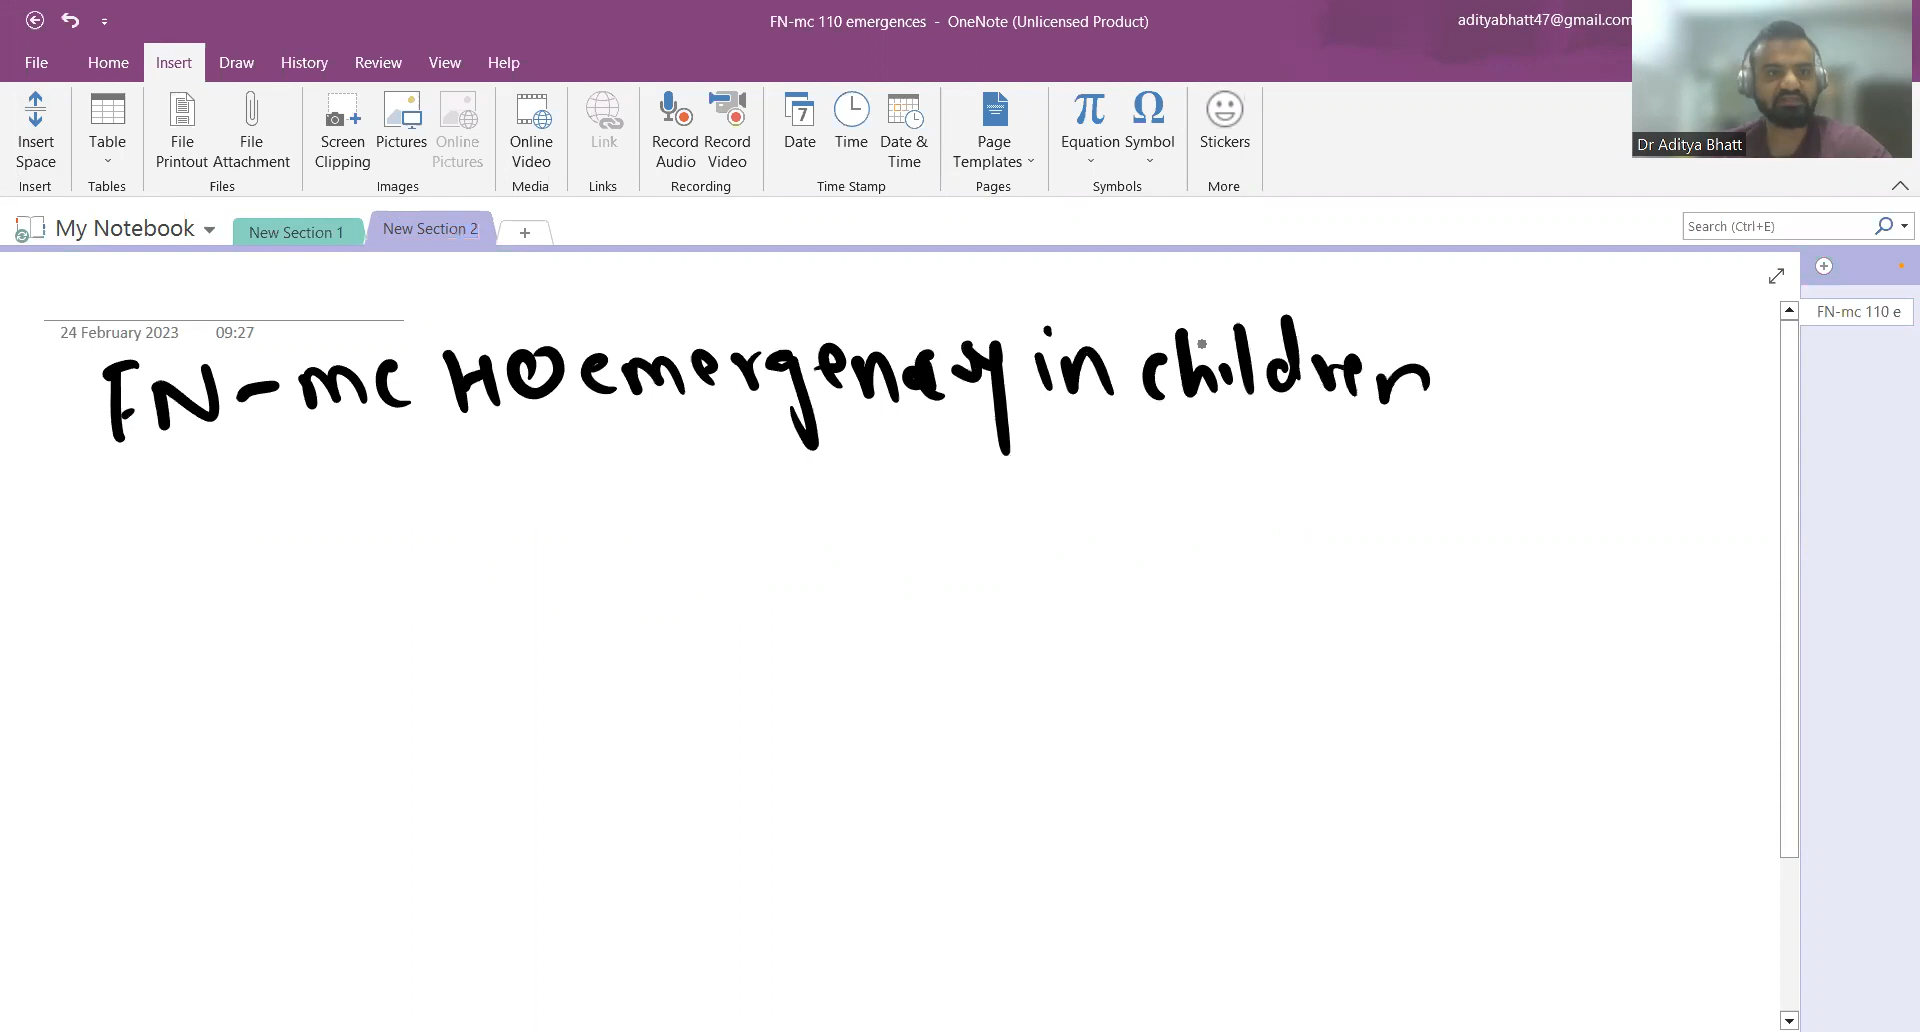 FN-mc 110 emergences - OneNote (Unlicensed Product)
adityabhatt47@gmail.com
File Home Insert Draw History Review View Help
Insert Space
Table
File Printout
File Attachment
Screen Clipping
Pictures
Online Pictures
Online Video
Link
Record Audio
Record Video
Date
Time
Date & Time
Page Templates
Equation
Symbol
Stickers
Insert Tables Files Images Media Links Recording Time Stamp Pages Symbols More
Dr Aditya Bhatt
My Notebook New Section 1 New Section 2 +
Search (Ctrl+E)
FN-mc 110 e
24 February 2023 09:27
FN-mc HO emergency in children